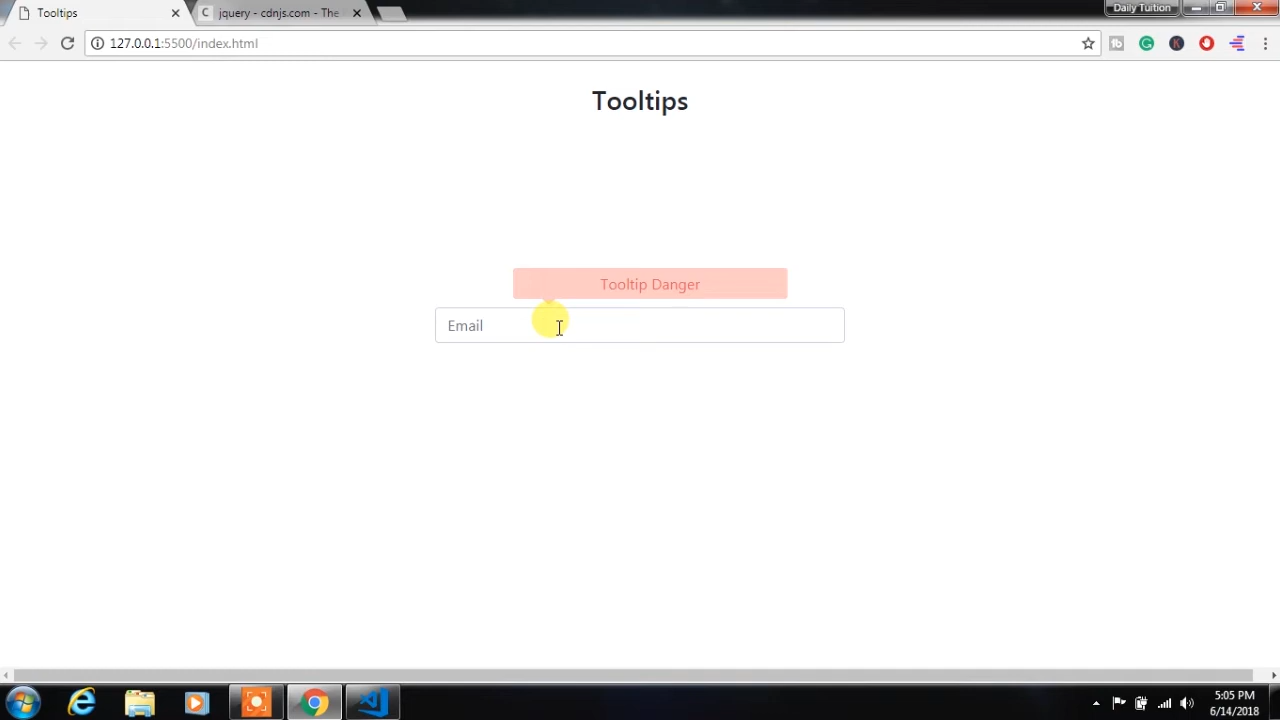 Tooltips
jquery - cdnjs.com - The
Daily Tuition
127.0.0.1:5500/index.html
Tooltips
Tooltip Danger
Email
5:05 PM
6/14/2018